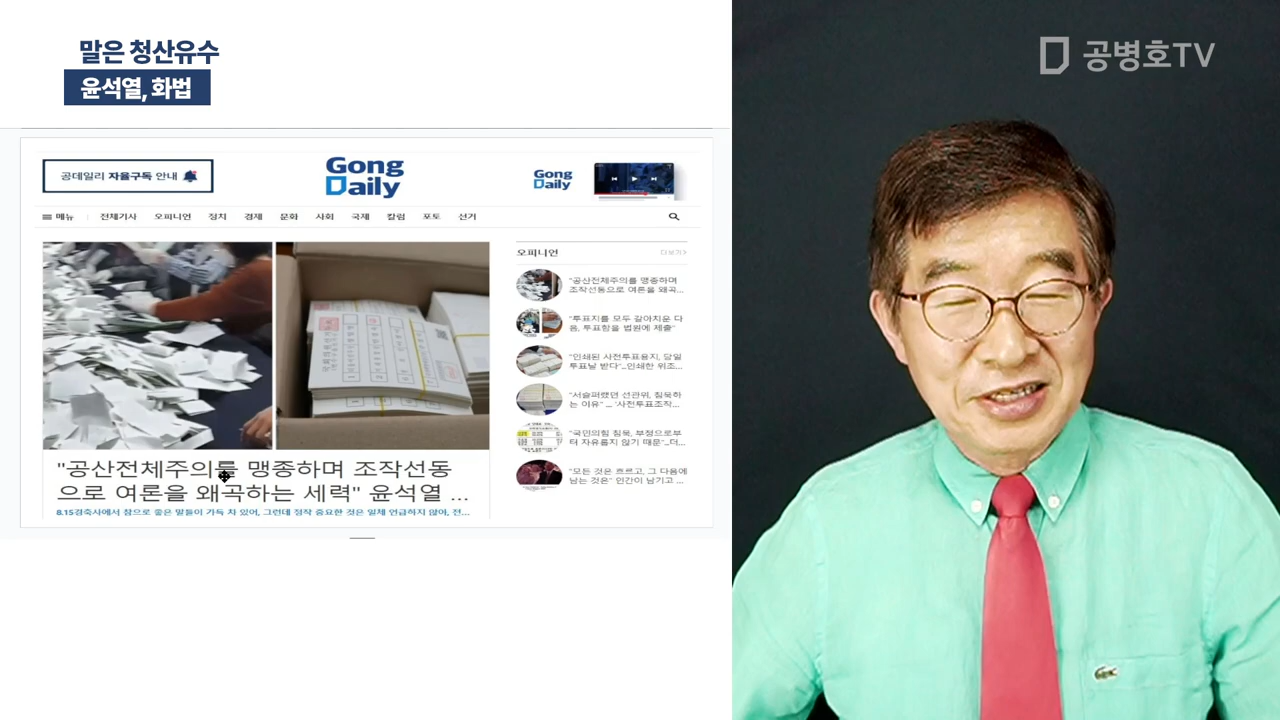 말은 청산유수
윤석열, 화법
공병호TV
공데일리 자율구독 안내
Gong
Daily
Gong
Daily
메뉴 전체기사 오피니언 정치 경제 문화 사회 국제 칼럼 포토 선거
"공산전체주의를 맹종하며 조작선동
으로 여론을 왜곡하는 세력" 윤석열 ...
8.15경축사에서 참으로 좋은 말들이 가득 차 있어, 그런데 정작 중요한 것은 일체 언급하지 않아, 전...
오피니언
더보기>
"공산전체주의를 맹종하며
조작선동으로 여론을 왜곡...
"투표지를 모두 갈아치운 다
음, 투표함을 법원에 제출"
"인쇄된 사전투표용지, 당일
투표날 받다"...인쇄한 위조...
"서슬퍼랬던 선관위, 침묵하
는 이유" ... '사전투표조작...
"국민의힘 침묵, 부정으로부
터 자유롭지 않기 때문"...더...
"모든 것은 흐르고, 그 다음에
남는 것은" 인간이 남기고 ...